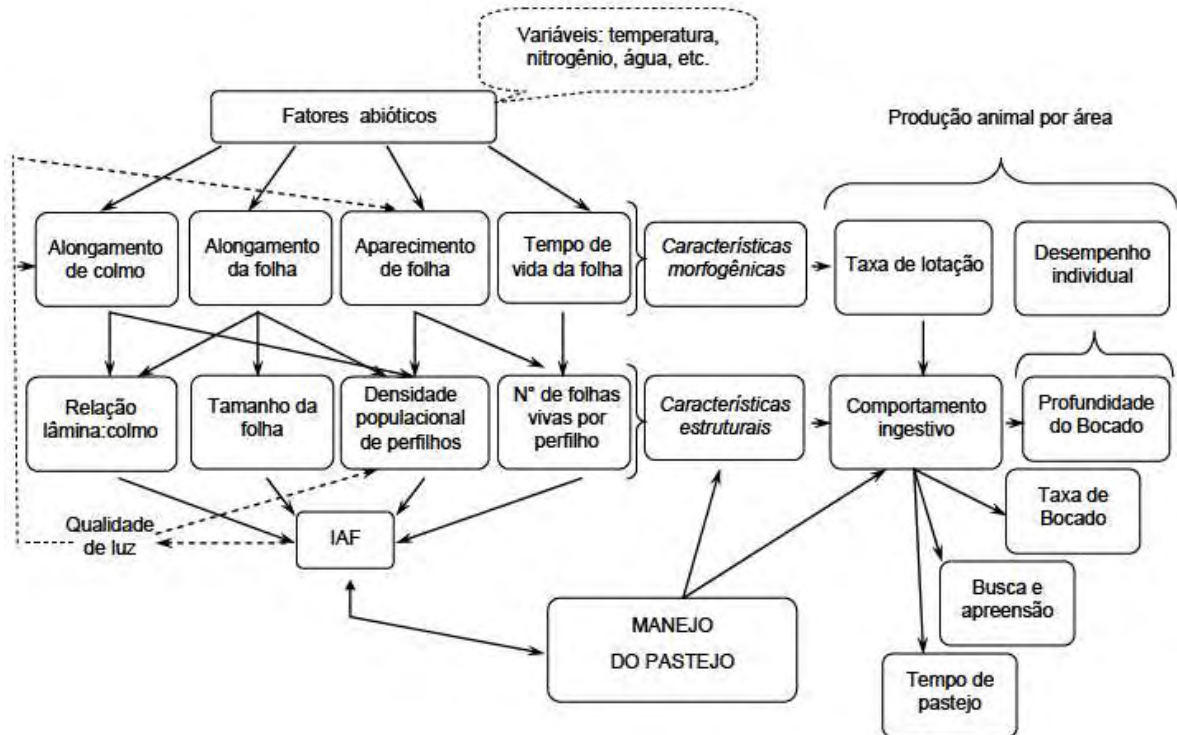 Variáveis: temperatura,
nitrogênio, água, etc.
Fatores abióticos
Produção animal por área
Alongamento
de colmo
Alongamento
da folha
Aparecimento
de folha
Tempo de
vida da folha
Características
morfogênicas
Taxa de lotação
Desempenho
individual
Relação
lâmina:colmo
Tamanho da
folha
Densidade
populacional
de perfilhos
N° de folhas
vivas por
perfilho
Características
estruturais
Comportamento
ingestivo
Profundidade
do Bocado
Qualidade
de luz
IAF
Taxa de
Bocado
Busca e
apreensão
MANEJO
DO PASTEJO
Tempo de
pastejo